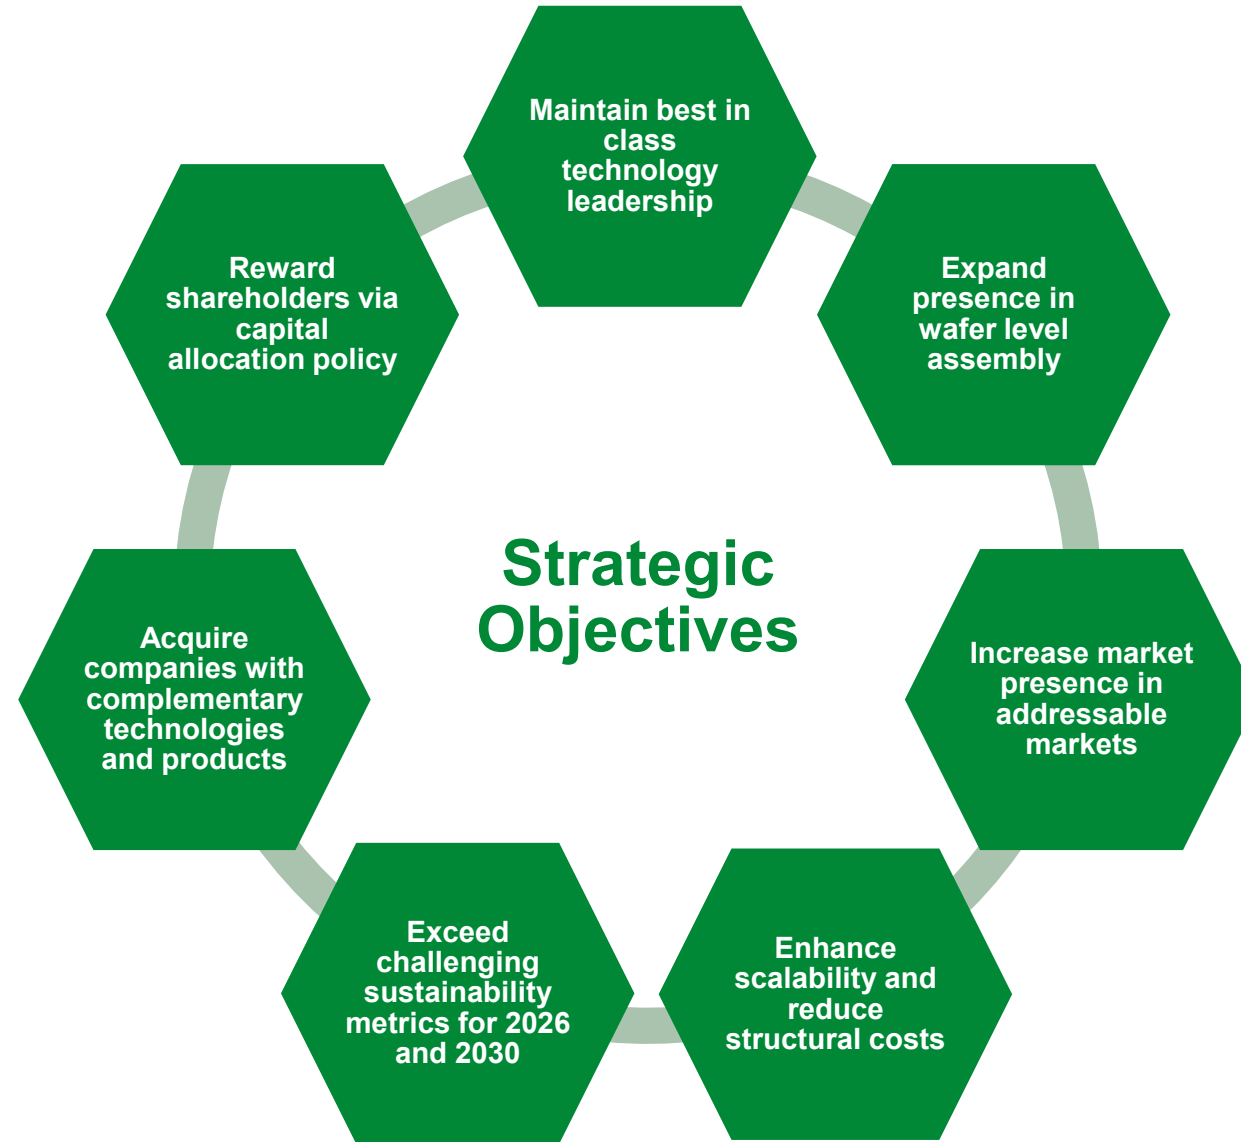 Maintain best in
class
technology
leadership
Expand
presence in
wafer level
assembly
Increase market
presence in
addressable
markets
Enhance
scalability and
reduce
structural costs
Exceed
challenging
sustainability
metrics for 2026
and 2030
Acquire
companies with
complementary
technologies
and products
Reward
shareholders via
capital
allocation policy
Strategic
Objectives